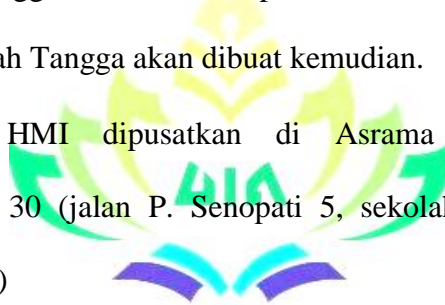 ah Tangga akan dibuat kemudian.
HMI dipusatkan di Asrama
30 (jalan P. Senopati 5, sekola
)